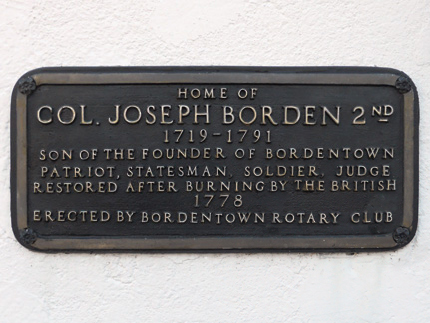 HOME OF
COL. JOSEPH BORDEN 2ND
1719-1791
SON OF THE FOUNDER OF BORDENTOWN
PATRIOT, STATESMAN, SOLDIER, JUDGE
RESTORED AFTER BURNING BY THE BRITISH
1778
ERECTED BY BORDENTOWN ROTARY CLUB